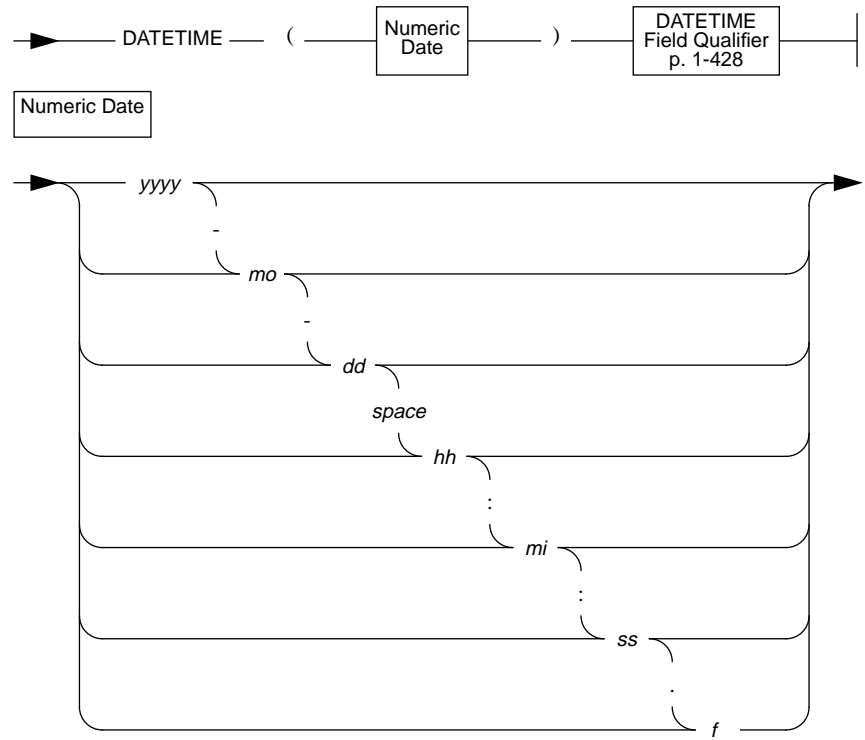 DATETIME ( Numeric Date ) DATETIME Field Qualifier p. 1-428
Numeric Date
yyyy
-
mo
-
dd
space
hh
:
mi
:
ss
.
f